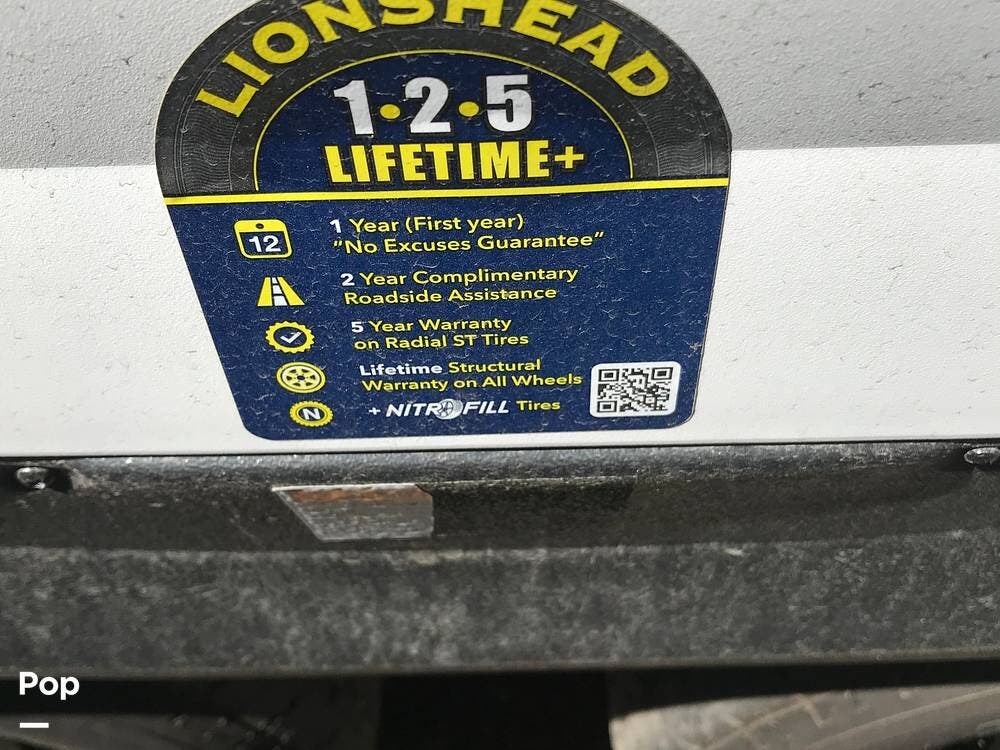 LIONSHEAD
1•2•5
LIFETIME+
12
1 Year (First year)
"No Excuses Guarantee"
2 Year Complimentary
Roadside Assistance
5 Year Warranty
on Radial ST Tires
Lifetime Structural
Warranty on All Wheels
N
+ NITROFILL Tires
Pop